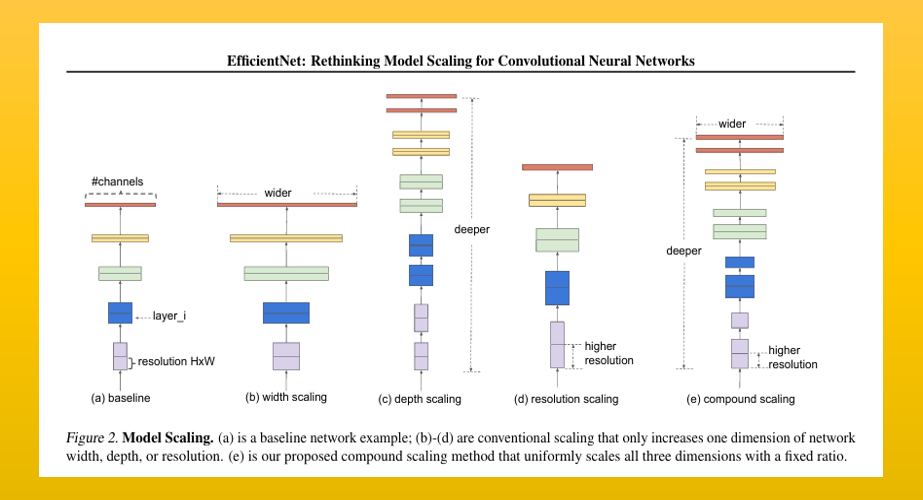 EfficientNet: Rethinking Model Scaling for Convolutional Neural Networks
#channels
layer_i
resolution HxW
(a) baseline
wider
(b) width scaling
deeper
(c) depth scaling
higher
resolution
(d) resolution scaling
wider
deeper
higher
resolution
(e) compound scaling
Figure 2. Model Scaling. (a) is a baseline network example; (b)-(d) are conventional scaling that only increases one dimension of network
width, depth, or resolution. (e) is our proposed compound scaling method that uniformly scales all three dimensions with a fixed ratio.